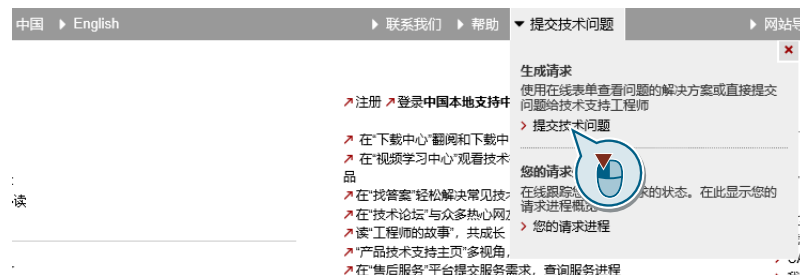 中国 English 联系我们 帮助 提交技术问题 网站导
生成请求
使用在线表单查看问题的解决方案或直接提交
问题给技术支持工程师
提交技术问题
您的请求
在线跟踪您 求的状态。在此显示您的
请求进程概览
您的请求进程
注册 登录中国本地支持中
在“下载中心”翻阅和下载中
在“视频学习中心”观看技术
品
在“找答案”轻松解决常见技术
在“技术论坛”与众多热心网友
读“工程师的故事”，共成长
“产品技术支持主页”多视角，
在“售后服务”平台提交服务需求，查询服务进程
读